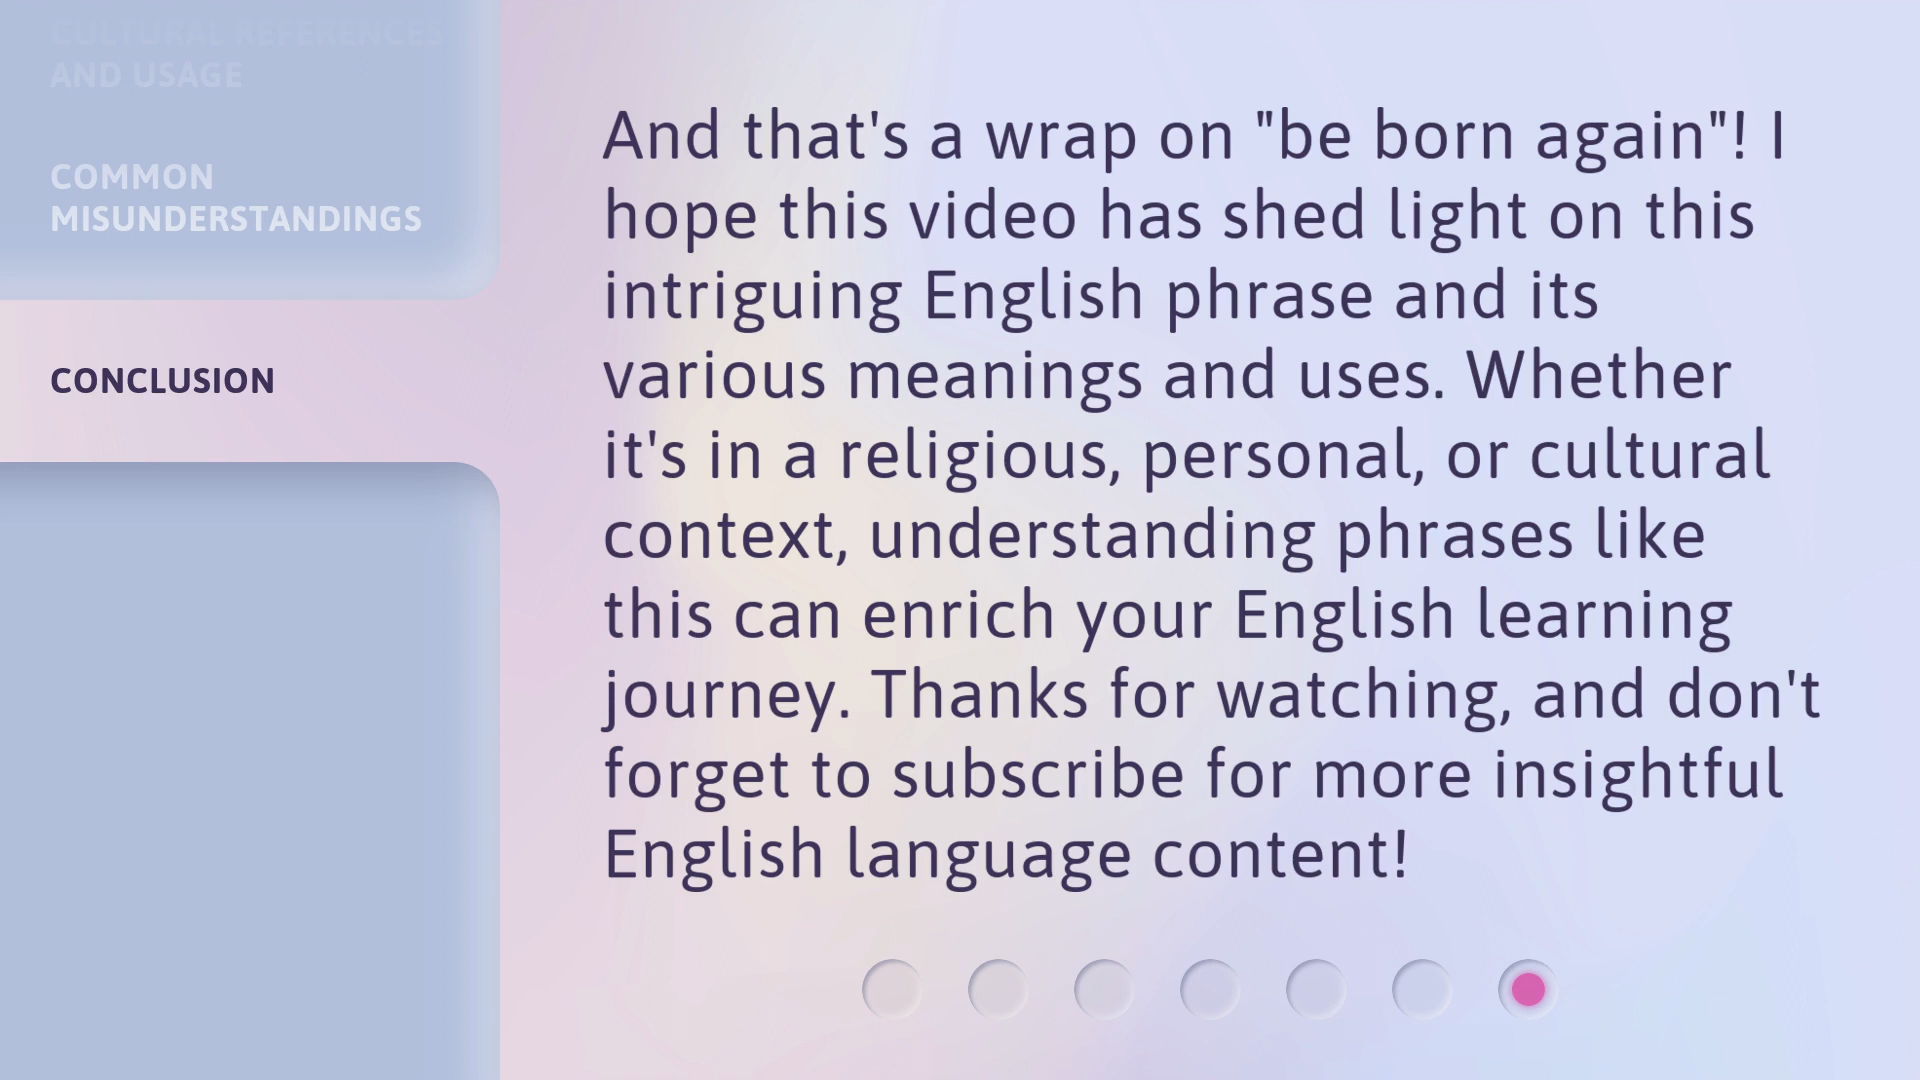 CULTURAL REFERENCES
AND USAGE
COMMON
MISUNDERSTANDINGS
CONCLUSION
And that's a wrap on "be born again"! I
hope this video has shed light on this
intriguing English phrase and its
various meanings and uses. Whether
it's in a religious, personal, or cultural
context, understanding phrases like
this can enrich your English learning
journey. Thanks for watching, and don't
forget to subscribe for more insightful
English language content!